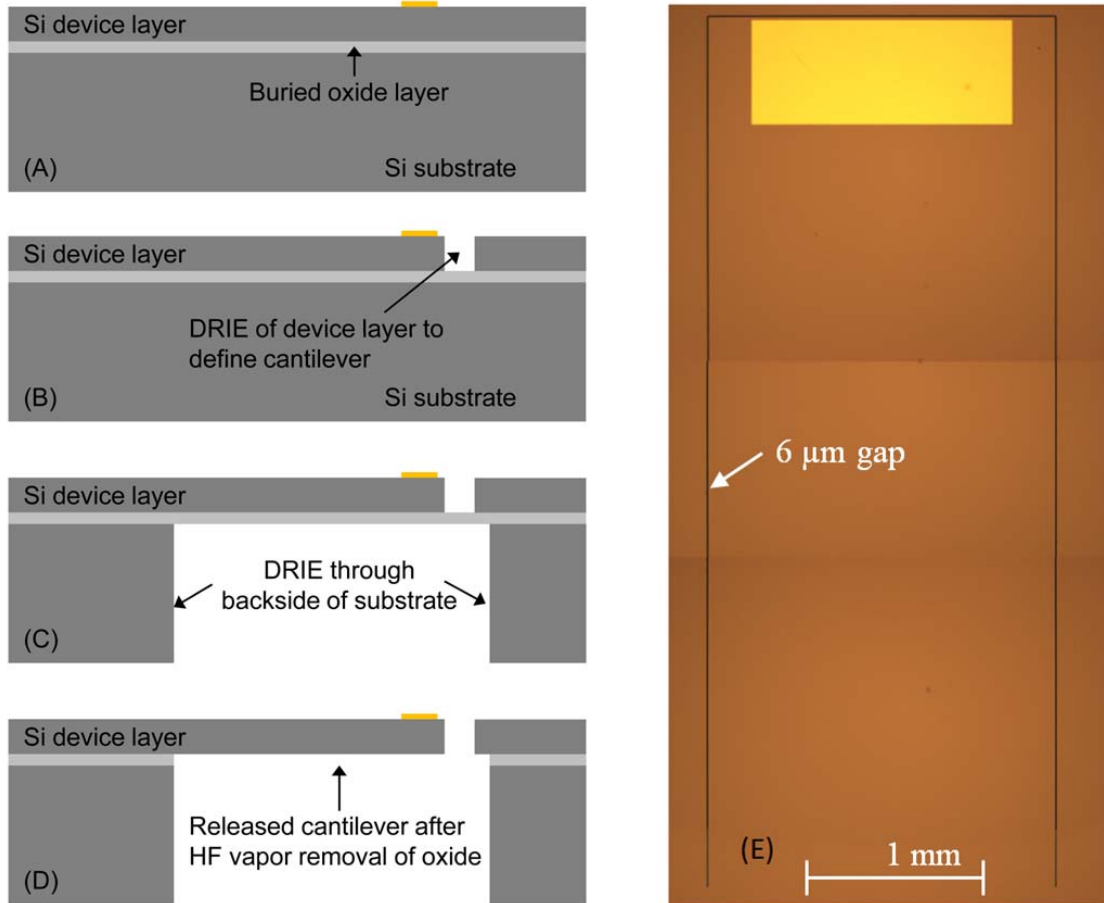 Si device layer
Buried oxide layer
(A)
Si substrate
Si device layer
DRIE of device layer to
define cantilever
(B)
Si substrate
Si device layer
DRIE through
backside of substrate
(C)
Si device layer
Released cantilever after
HF vapor removal of oxide
(D)
6 µm gap
(E)
1 mm